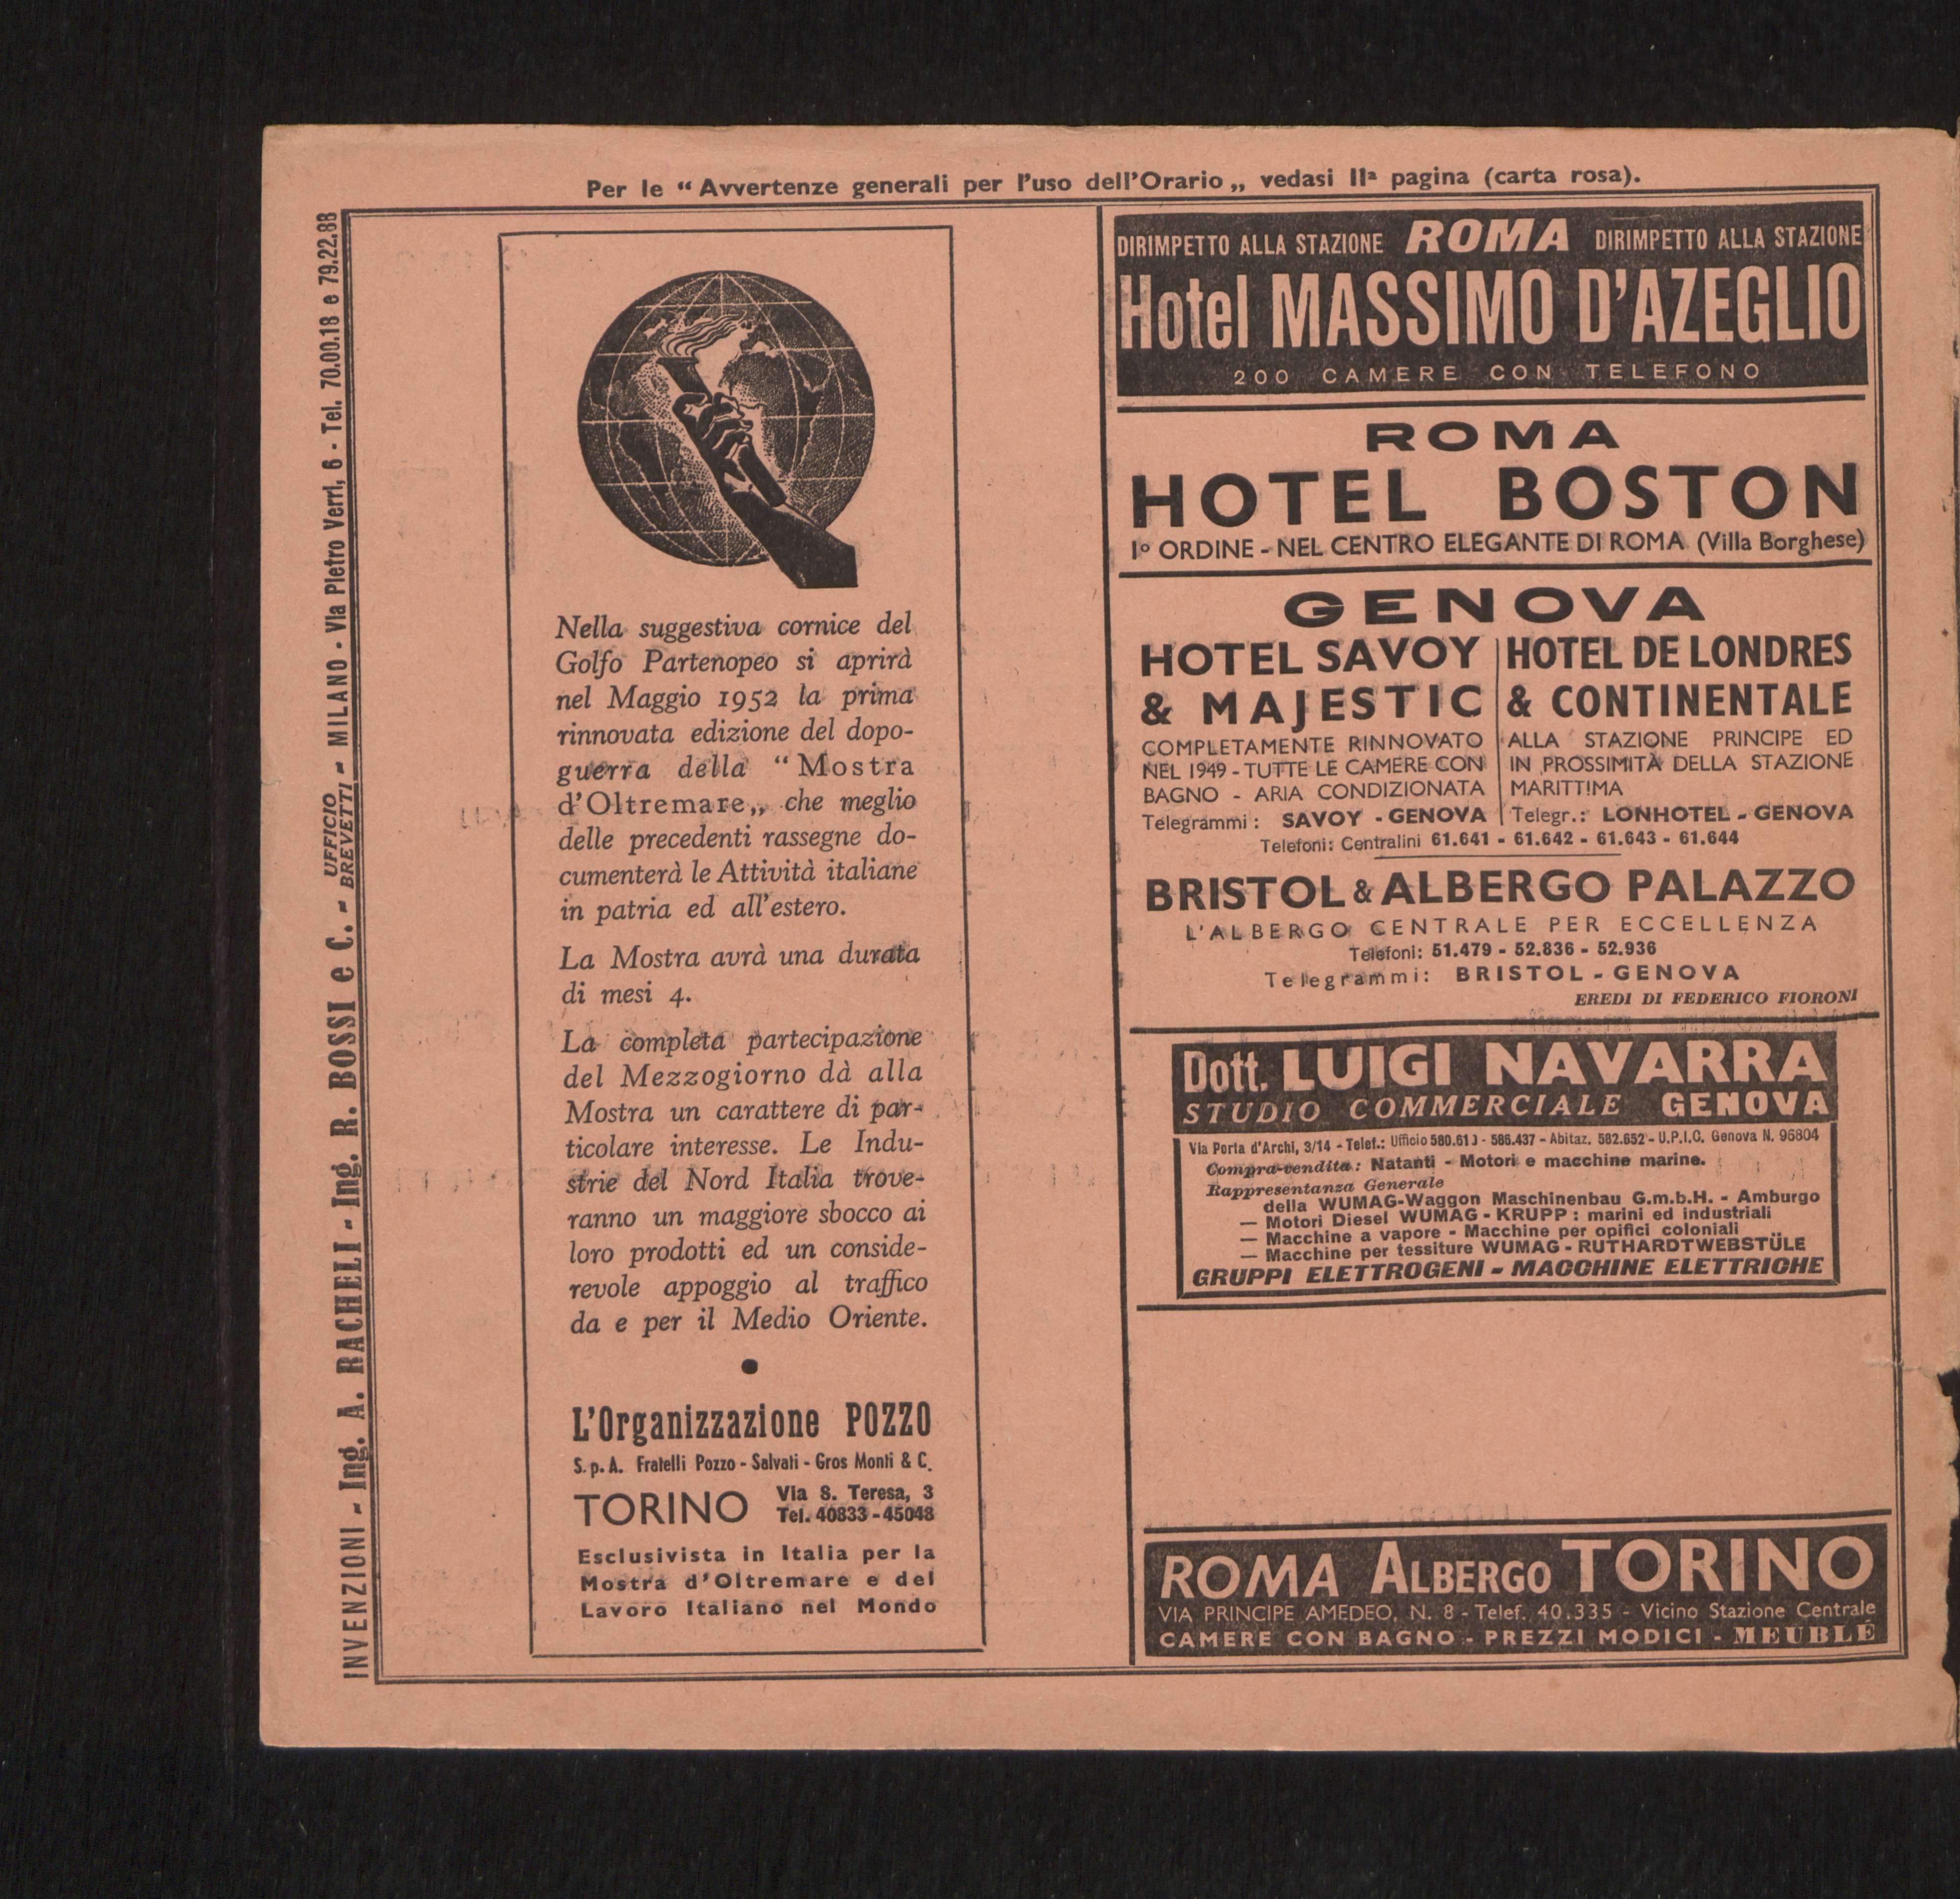 Per le “ Avvertenze generali per l’uso dell’Orario „ vedasi IIª pagina (carta rosa).
INVENZIONI - Ing. A. RACHELI - Ing. R. BOSSI e C. - UFFICIO BREVETTI - MILANO - Via Pietro Verri, 6 - Tel. 70.00.18 e 79.22.88
Nella suggestiva cornice del
Golfo Partenopeo si aprirà
nel Maggio 1952 la prima
rinnovata edizione del dopo-
guerra della “ Mostra
d’Oltremare„ che meglio
delle precedenti rassegne do-
cumenterà le Attività italiane
in patria ed all’estero.
La Mostra avrà una durata
di mesi 4.
La completa partecipazione
del Mezzogiorno dà alla
Mostra un carattere di par-
ticolare interesse. Le Indu-
strie del Nord Italia trove-
ranno un maggiore sbocco ai
loro prodotti ed un conside-
revole appoggio al traffico
da e per il Medio Oriente.
L’Organizzazione POZZO
S. p. A. Fratelli Pozzo - Salvati - Gros Monti & C.
TORINO Via S. Teresa, 3
Tel. 40833 - 45048
Esclusivista in Italia per la
Mostra d’Oltremare e del
Lavoro Italiano nel Mondo
DIRIMPETTO ALLA STAZIONE ROMA DIRIMPETTO ALLA STAZIONE
Hotel MASSIMO D’AZEGLIO
200 CAMERE CON TELEFONO
ROMA
HOTEL BOSTON
Iº ORDINE - NEL CENTRO ELEGANTE DI ROMA (Villa Borghese)
GENOVA
HOTEL SAVOY
& MAJESTIC
COMPLETAMENTE RINNOVATO
NEL 1949 - TUTTE LE CAMERE CON
BAGNO - ARIA CONDIZIONATA
Telegrammi : SAVOY - GENOVA
HOTEL DE LONDRES
& CONTINENTALE
ALLA STAZIONE PRINCIPE ED
IN PROSSIMITÀ DELLA STAZIONE
MARITTIMA
Telegr.: LONHOTEL - GENOVA
Telefoni: Centralini 61.641 - 61.642 - 61.643 - 61.644
BRISTOL & ALBERGO PALAZZO
L’ALBERGO CENTRALE PER ECCELLENZA
Telefoni: 51.479 - 52.836 - 52.936
Telegrammi: BRISTOL - GENOVA
EREDI DI FEDERICO FIORONI
Dott. LUIGI NAVARRA
STUDIO COMMERCIALE GENOVA
Via Porta d’Archi, 3/14 - Telef.: Ufficio 586.437 - Abitaz. 582.652 - U.P.I.C. Genova N. 96804
Compra-vendita : Natanti - Motori e macchine marine.
Rappresentanza Generale
della WUMAG-Waggon Maschinenbau G.m.b.H. - Amburgo
— Motori Diesel WUMAG - KRUPP : marini ed industriali
— Macchine a vapore - Macchine per opifici coloniali
— Macchine per tessiture WUMAG - RUTHARDTWEBSTÜLE
GRUPPI ELETTROGENI - MACCHINE ELETTRICHE
ROMA ALBERGO TORINO
VIA PRINCIPE AMEDEO, N. 8 - Telef. 40.335 - Vicino Stazione Centrale
CAMERE CON BAGNO - PREZZI MODICI - MEUBLÉ